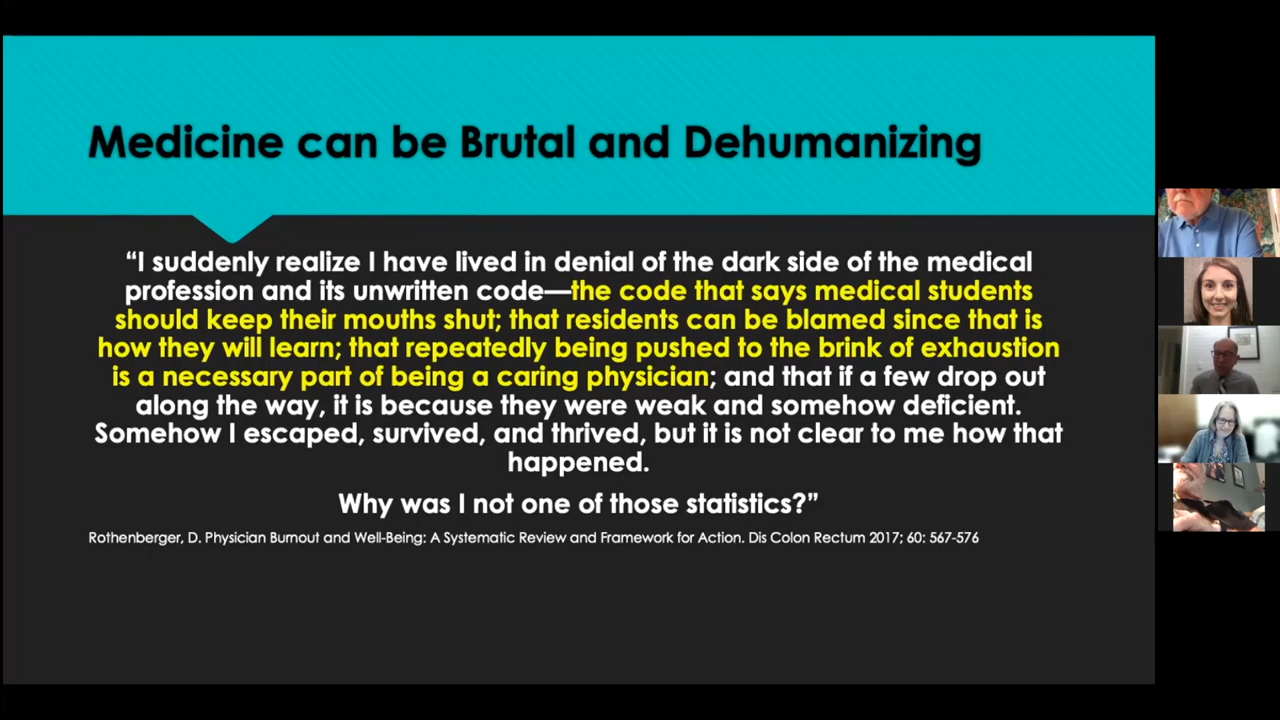 Medicine can be Brutal and Dehumanizing
“I suddenly realize I have lived in denial of the dark side of the medical
profession and its unwritten code—the code that says medical students
should keep their mouths shut; that residents can be blamed since that is
how they will learn; that repeatedly being pushed to the brink of exhaustion
is a necessary part of being a caring physician; and that if a few drop out
along the way, it is because they were weak and somehow deficient.
Somehow I escaped, survived, and thrived, but it is not clear to me how that
happened.
Why was I not one of those statistics?”
Rothenberger, D. Physician Burnout and Well-Being: A Systematic Review and Framework for Action. Dis Colon Rectum 2017; 60: 567-576